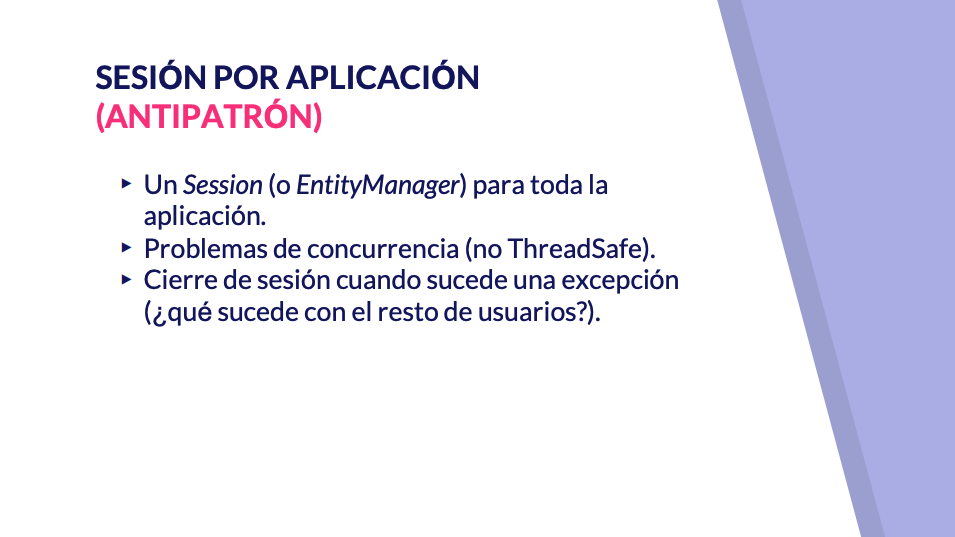 SESIÓN POR APLICACIÓN
(ANTIPATRÓN)
▸ Un Session (o EntityManager) para toda la
aplicación.
▸ Problemas de concurrencia (no ThreadSafe).
▸ Cierre de sesión cuando sucede una excepción
(¿qué sucede con el resto de usuarios?).